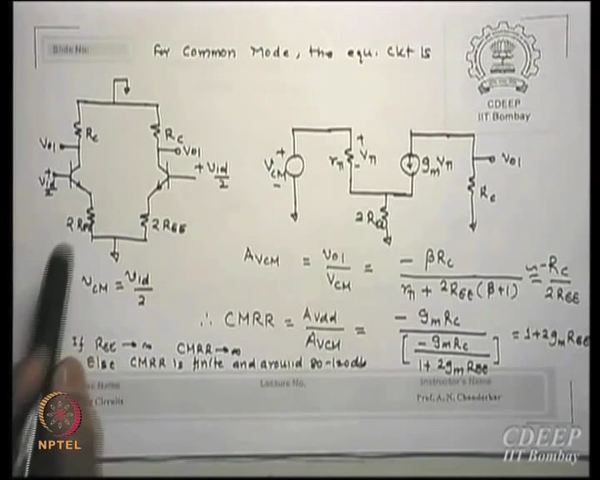 Slide No:
For Common Mode, the equ. ckt is
CDEEP
IIT Bombay
Rc
Rc
Vo1
Vo1
Vid/2
+ Vid/2
2REE
2REE
VCM
+
-
rπ
+
Vπ
-
gmVπ
Vo1
Rc
2REE
VCM = Vid/2
AVCM = Vo1/VCM = - βRc / rπ + 2REE(β+1) ≃ -Rc/2REE
∴ CMRR = Avdd/AVCM = - gmRc / [- gmRc / 1+2gmREE] = 1+2gmREE
If REE → ∞ CMRR → ∞
Else CMRR is finite and around 80-120db
Name
Lecture No.
Instructor's Name
Circuits
Prof. A. N. Chandorkar
NPTEL
CDEEP
IIT Bombay